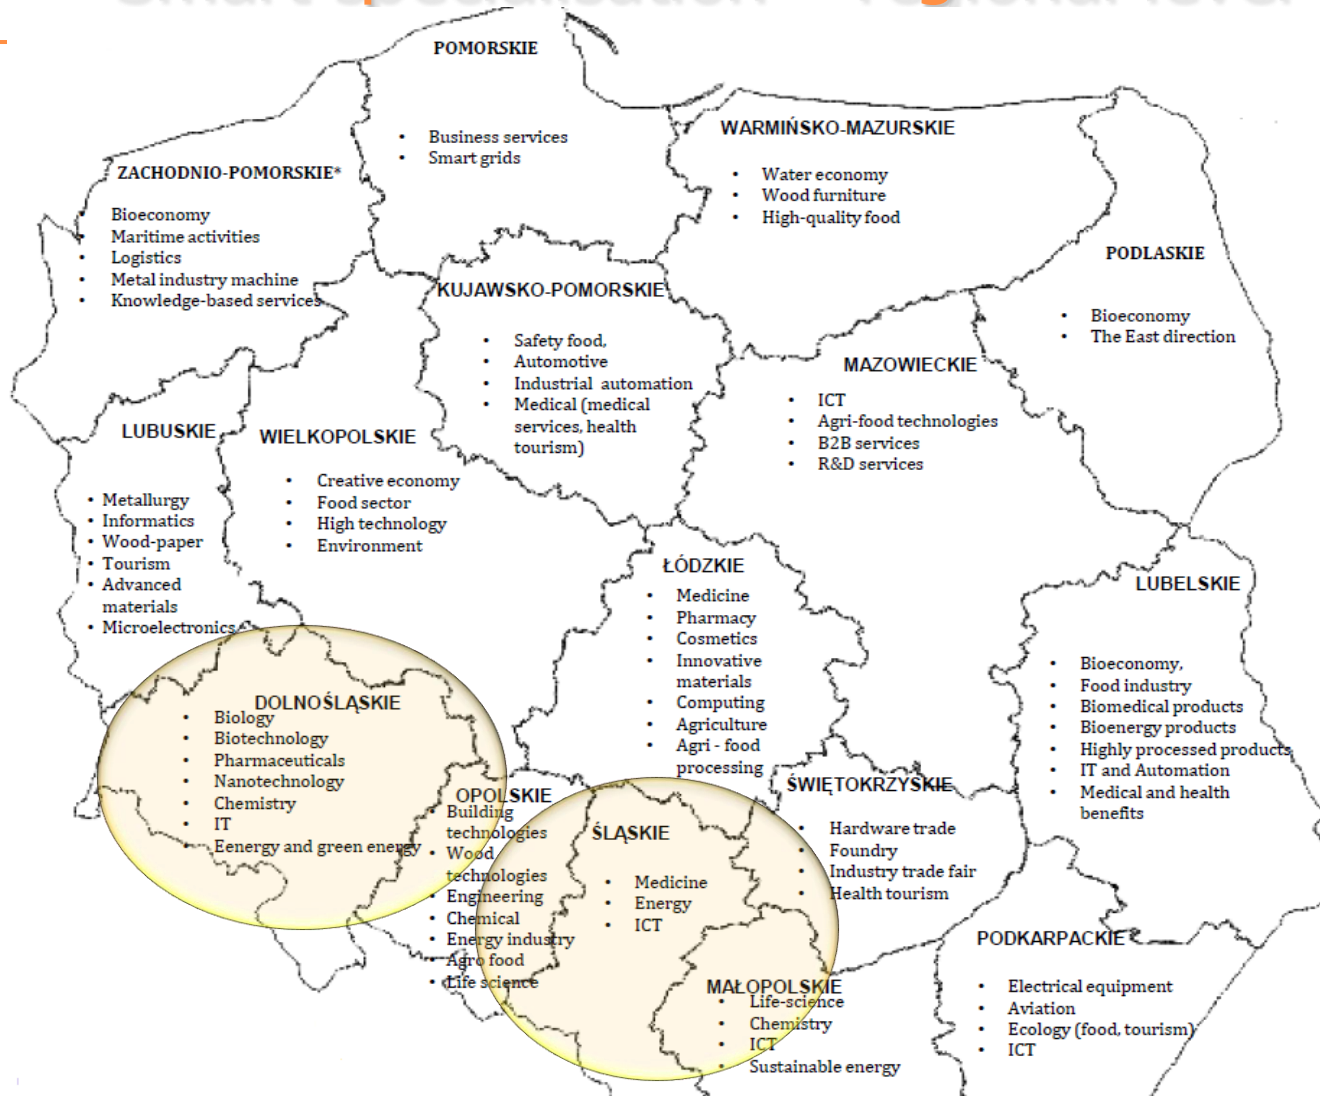 POMORSKIE
• Business services
• Smart grids
WARMIŃSKO-MAZURSKIE
• Water economy
• Wood furniture
• High-quality food
ZACHODNIO-POMORSKIE*
Bioeconomy
• Maritime activities
• Logistics
• Metal industry machine
• Knowledge-based services
PODLASKIE
• Bioeconomy
• The East direction
KUJAWSKO-POMORSKIE
• Safety food,
• Automotive
• Industrial automation
• Medical (medical
services, health
tourism)
MAZOWIECKIE
• ICT
• Agri-food technologies
• B2B services
• R&D services
LUBUSKIE
• Metallurgy
• Informatics
• Wood-paper
• Tourism
• Advanced
materials
• Microelectronics
WIELKOPOLSKIE
• Creative economy
• Food sector
• High technology
• Environment
ŁÓDZKIE
• Medicine
• Pharmacy
• Cosmetics
• Innovative
materials
• Computing
• Agriculture
• Agri - food
processing
LUBELSKIE
• Bioeconomy,
• Food industry
• Biomedical products
• Bioenergy products
• Highly processed products
• IT and Automation
• Medical and health
benefits
DOLNOŚLĄSKIE
• Biology
• Biotechnology
• Pharmaceuticals
• Nanotechnology
• Chemistry
• IT
• Eenergy and green energy
OPOLSKIE
Building
technologies
• Wood
technologies
• Engineering
• Chemical
• Energy industry
• Agro food
• Life science
ŚLĄSKIE
• Medicine
• Energy
• ICT
ŚWIĘTOKRZYSKIE
• Hardware trade
• Foundry
• Industry trade fair
• Health tourism
MAŁOPOLSKIE
• Life-science
• Chemistry
• ICT
• Sustainable energy
PODKARPACKIE
• Electrical equipment
• Aviation
• Ecology (food, tourism)
• ICT